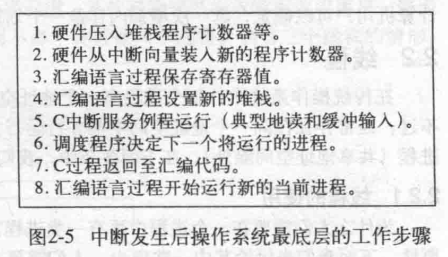 1. 硬件压入堆栈程序计数器等。
2. 硬件从中断向量装入新的程序计数器。
3. 汇编语言过程保存寄存器值。
4. 汇编语言过程设置新的堆栈。
5. C中断服务例程运行（典型地读和缓冲输入）。
6. 调度程序决定下一个将运行的进程。
7. C过程返回至汇编代码。
8. 汇编语言过程开始运行新的当前进程。
图2-5 中断发生后操作系统最底层的工作步骤